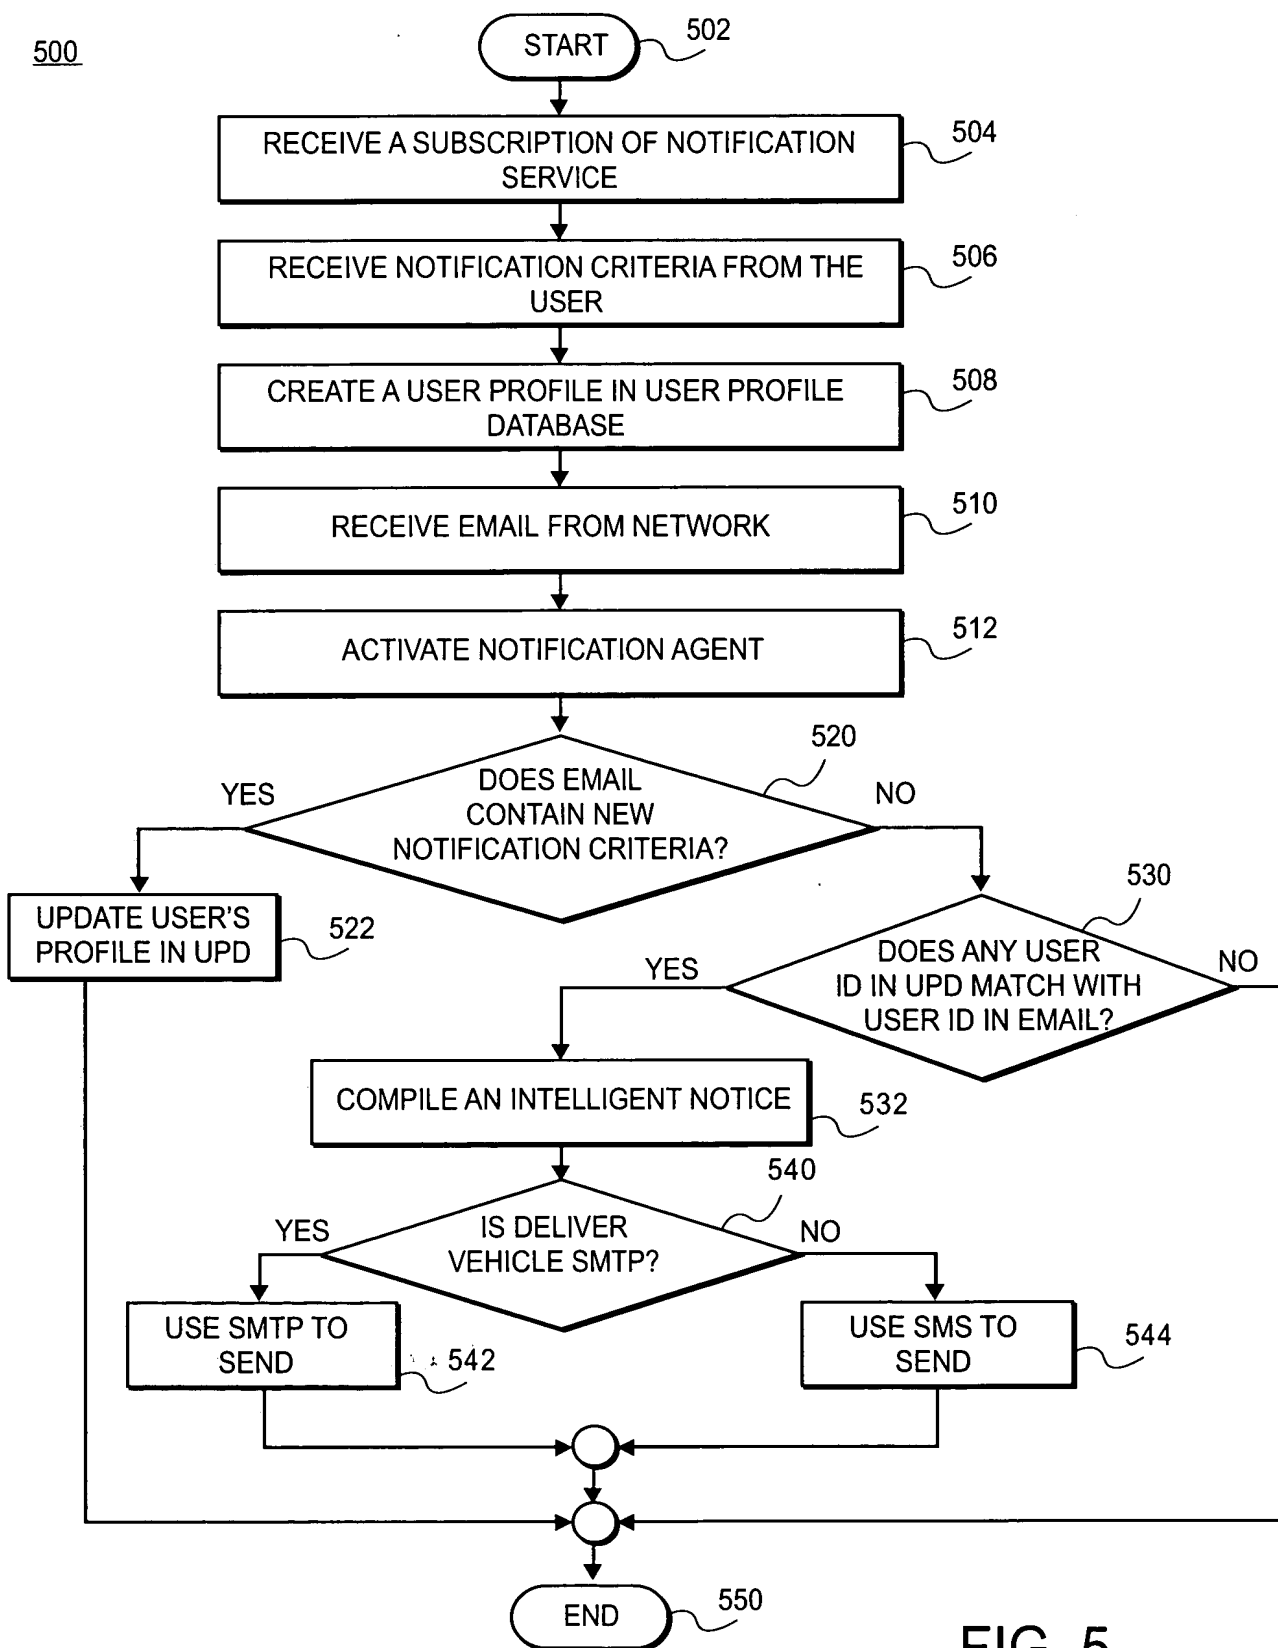 500
START
502
RECEIVE A SUBSCRIPTION OF NOTIFICATION
SERVICE
504
RECEIVE NOTIFICATION CRITERIA FROM THE
USER
506
CREATE A USER PROFILE IN USER PROFILE
DATABASE
508
RECEIVE EMAIL FROM NETWORK
510
ACTIVATE NOTIFICATION AGENT
512
520
YES
DOES EMAIL
CONTAIN NEW
NOTIFICATION CRITERIA?
NO
UPDATE USER'S
PROFILE IN UPD
522
530
YES
DOES ANY USER
ID IN UPD MATCH WITH
USER ID IN EMAIL?
NO
COMPILE AN INTELLIGENT NOTICE
532
540
YES
IS DELIVER
VEHICLE SMTP?
NO
USE SMTP TO
SEND
542
USE SMS TO
SEND
544
END
550
FIG. 5